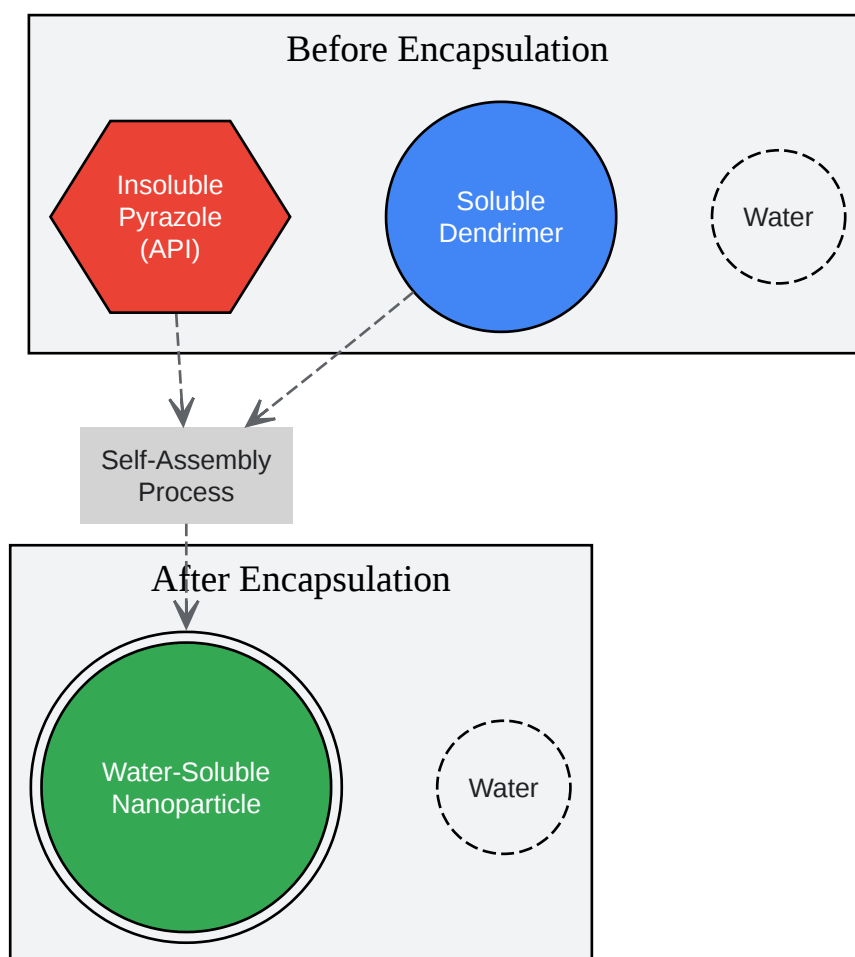 Before Encapsulation
Insoluble
Pyrazole
(API)
Soluble
Dendrimer
Water
Self-Assembly
Process
After Encapsulation
Water-Soluble
Nanoparticle
Water